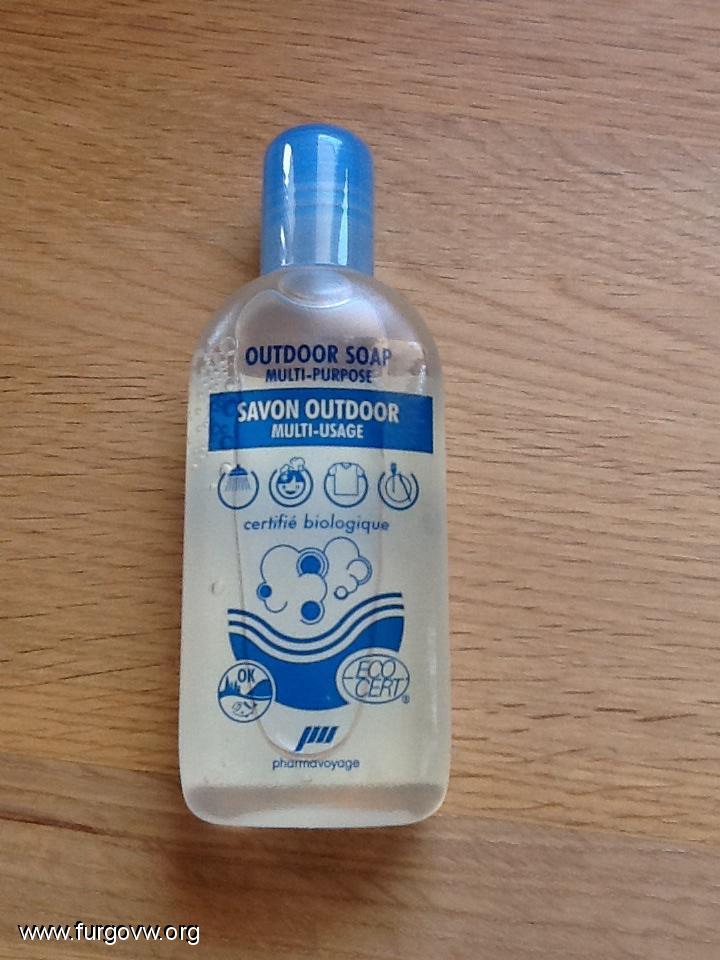 OUTDOOR SOAP
MULTI-PURPOSE
SAVON OUTDOOR
MULTI-USAGE
certifié biologique
OK
ECO
CERT®
pharmavoyage
www.furgovw.org